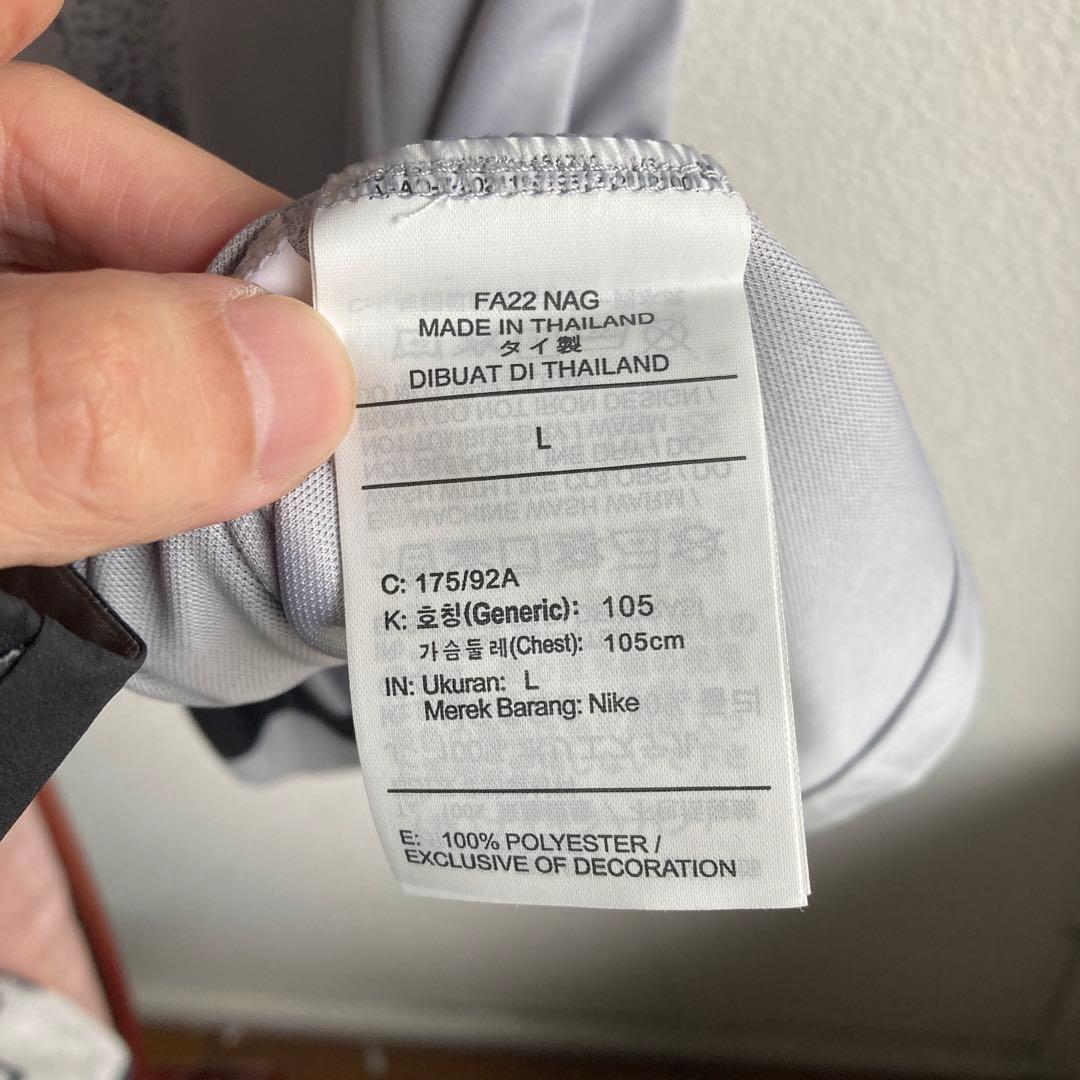 FA22 NAG
MADE IN THAILAND
タイ製
DIBUAT DI THAILAND
L
C: 175/92A
K: 호칭(Generic): 105
가슴둘레(Chest): 105cm
IN: Ukuran: L
Merek Barang: Nike
E: 100% POLYESTER /
EXCLUSIVE OF DECORATION